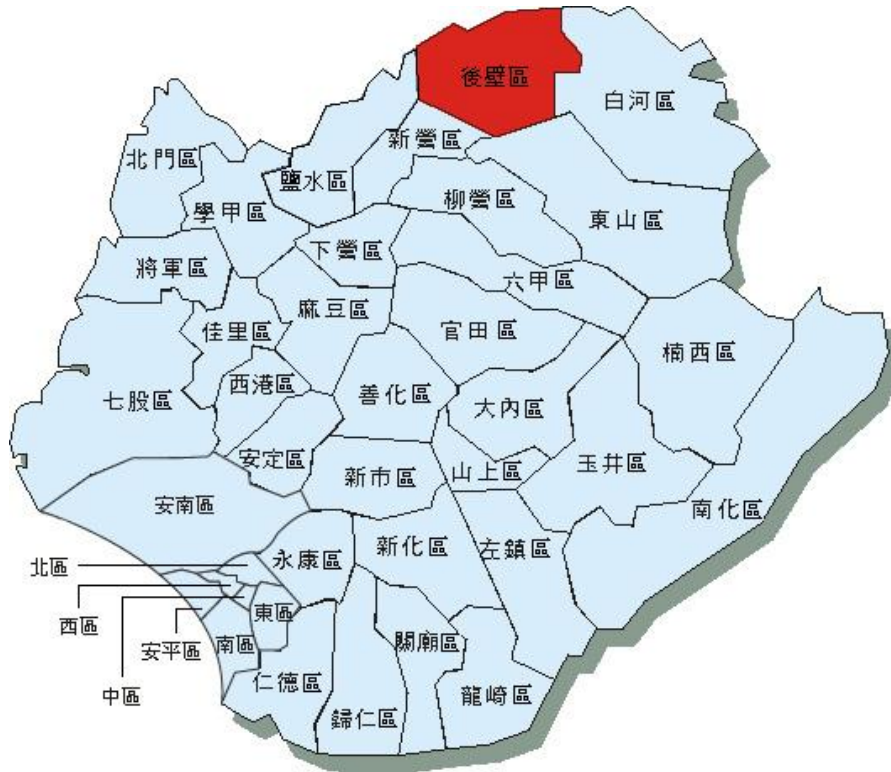 後壁區
白河區
新營區
北門區
鹽水區
柳營區
學甲區
東山區
下營區
將軍區
六甲區
麻豆區
佳里區
官田區
楠西區
西港區
七股區
善化區
大內區
安定區
山上區
玉井區
新市區
安南區
南化區
永康區
新化區
左鎮區
北區
東區
西區
南區
安平區
關廟區
仁德區
龍崎區
中區
歸仁區